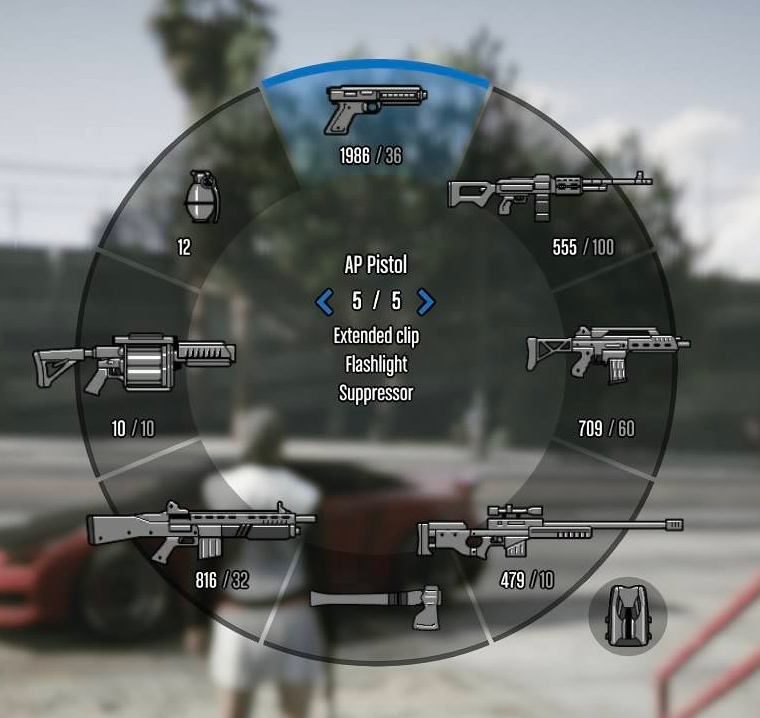 1986 / 36
12
555 / 100
AP Pistol
5 / 5
Extended clip
Flashlight
Suppressor
10 / 10
709 / 60
816 / 32
479 / 10